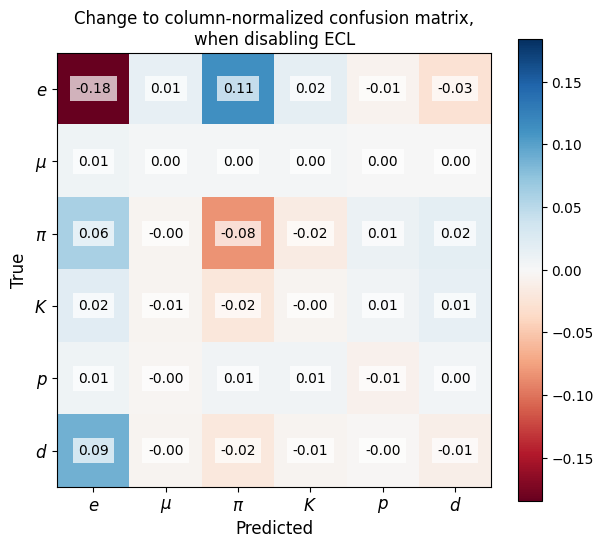 Change to column-normalized confusion matrix,
when disabling ECL
True
e -0.18 0.01 0.11 0.02 -0.01 -0.03
μ 0.01 0.00 0.00 0.00 0.00 0.00
π 0.06 -0.00 -0.08 -0.02 0.01 0.02
K 0.02 -0.01 -0.02 -0.00 0.01 0.01
p 0.01 -0.00 0.01 0.01 -0.01 0.00
d 0.09 -0.00 -0.02 -0.01 -0.00 -0.01
e μ π K p d
Predicted
0.15
0.10
0.05
0.00
−0.05
−0.10
−0.15